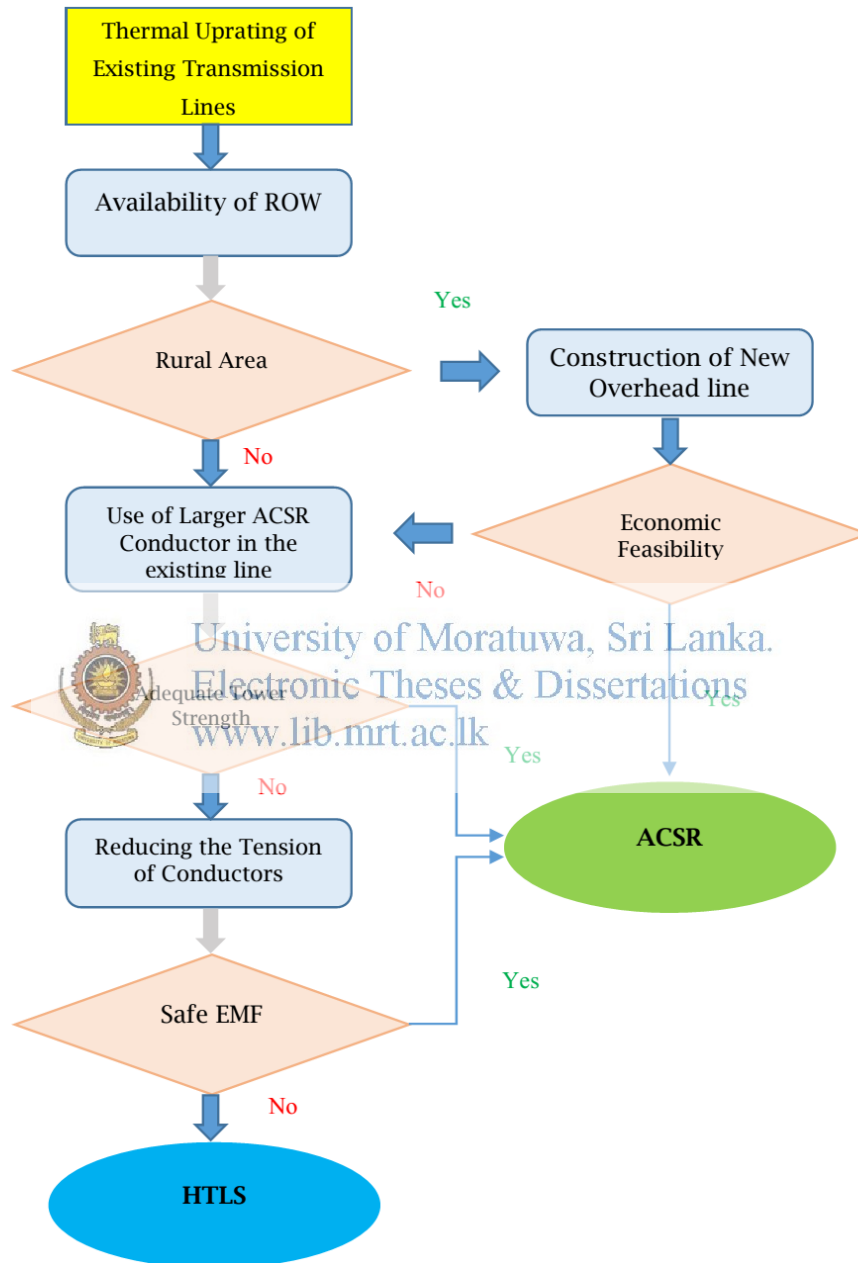 Thermal Uprating of
Existing Transmission
Lines
Availability of ROW
Yes
Rural Area
Construction of New
Overhead line
No
Use of Larger ACSR
Conductor in the
existing line
Economic
Feasibility
No
University of Moratuwa, Sri Lanka.
Electronic Theses & Dissertations
www.lib.mrt.ac.lk
Adequate Tower
Strength
Yes
Yes
No
Reducing the Tension
of Conductors
ACSR
Yes
Safe EMF
No
HTLS